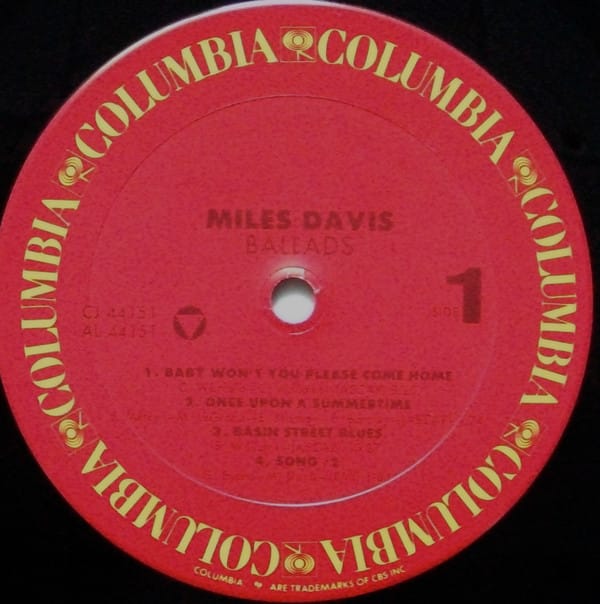 COLUMBIA COLUMBIA COLUMBIA COLUMBIA COLUMBIA COLUMBIA COLUMBIA COLUMBIA
MILES DAVIS
BALLADS
CJ 44151
AL 44151
SIDE 1
1. BABY WON'T YOU PLEASE COME HOME
2. ONCE UPON A SUMMERTIME
3. BASIN STREET BLUES
4. SONG #2
COLUMBIA ARE TRADEMARKS OF CBS INC